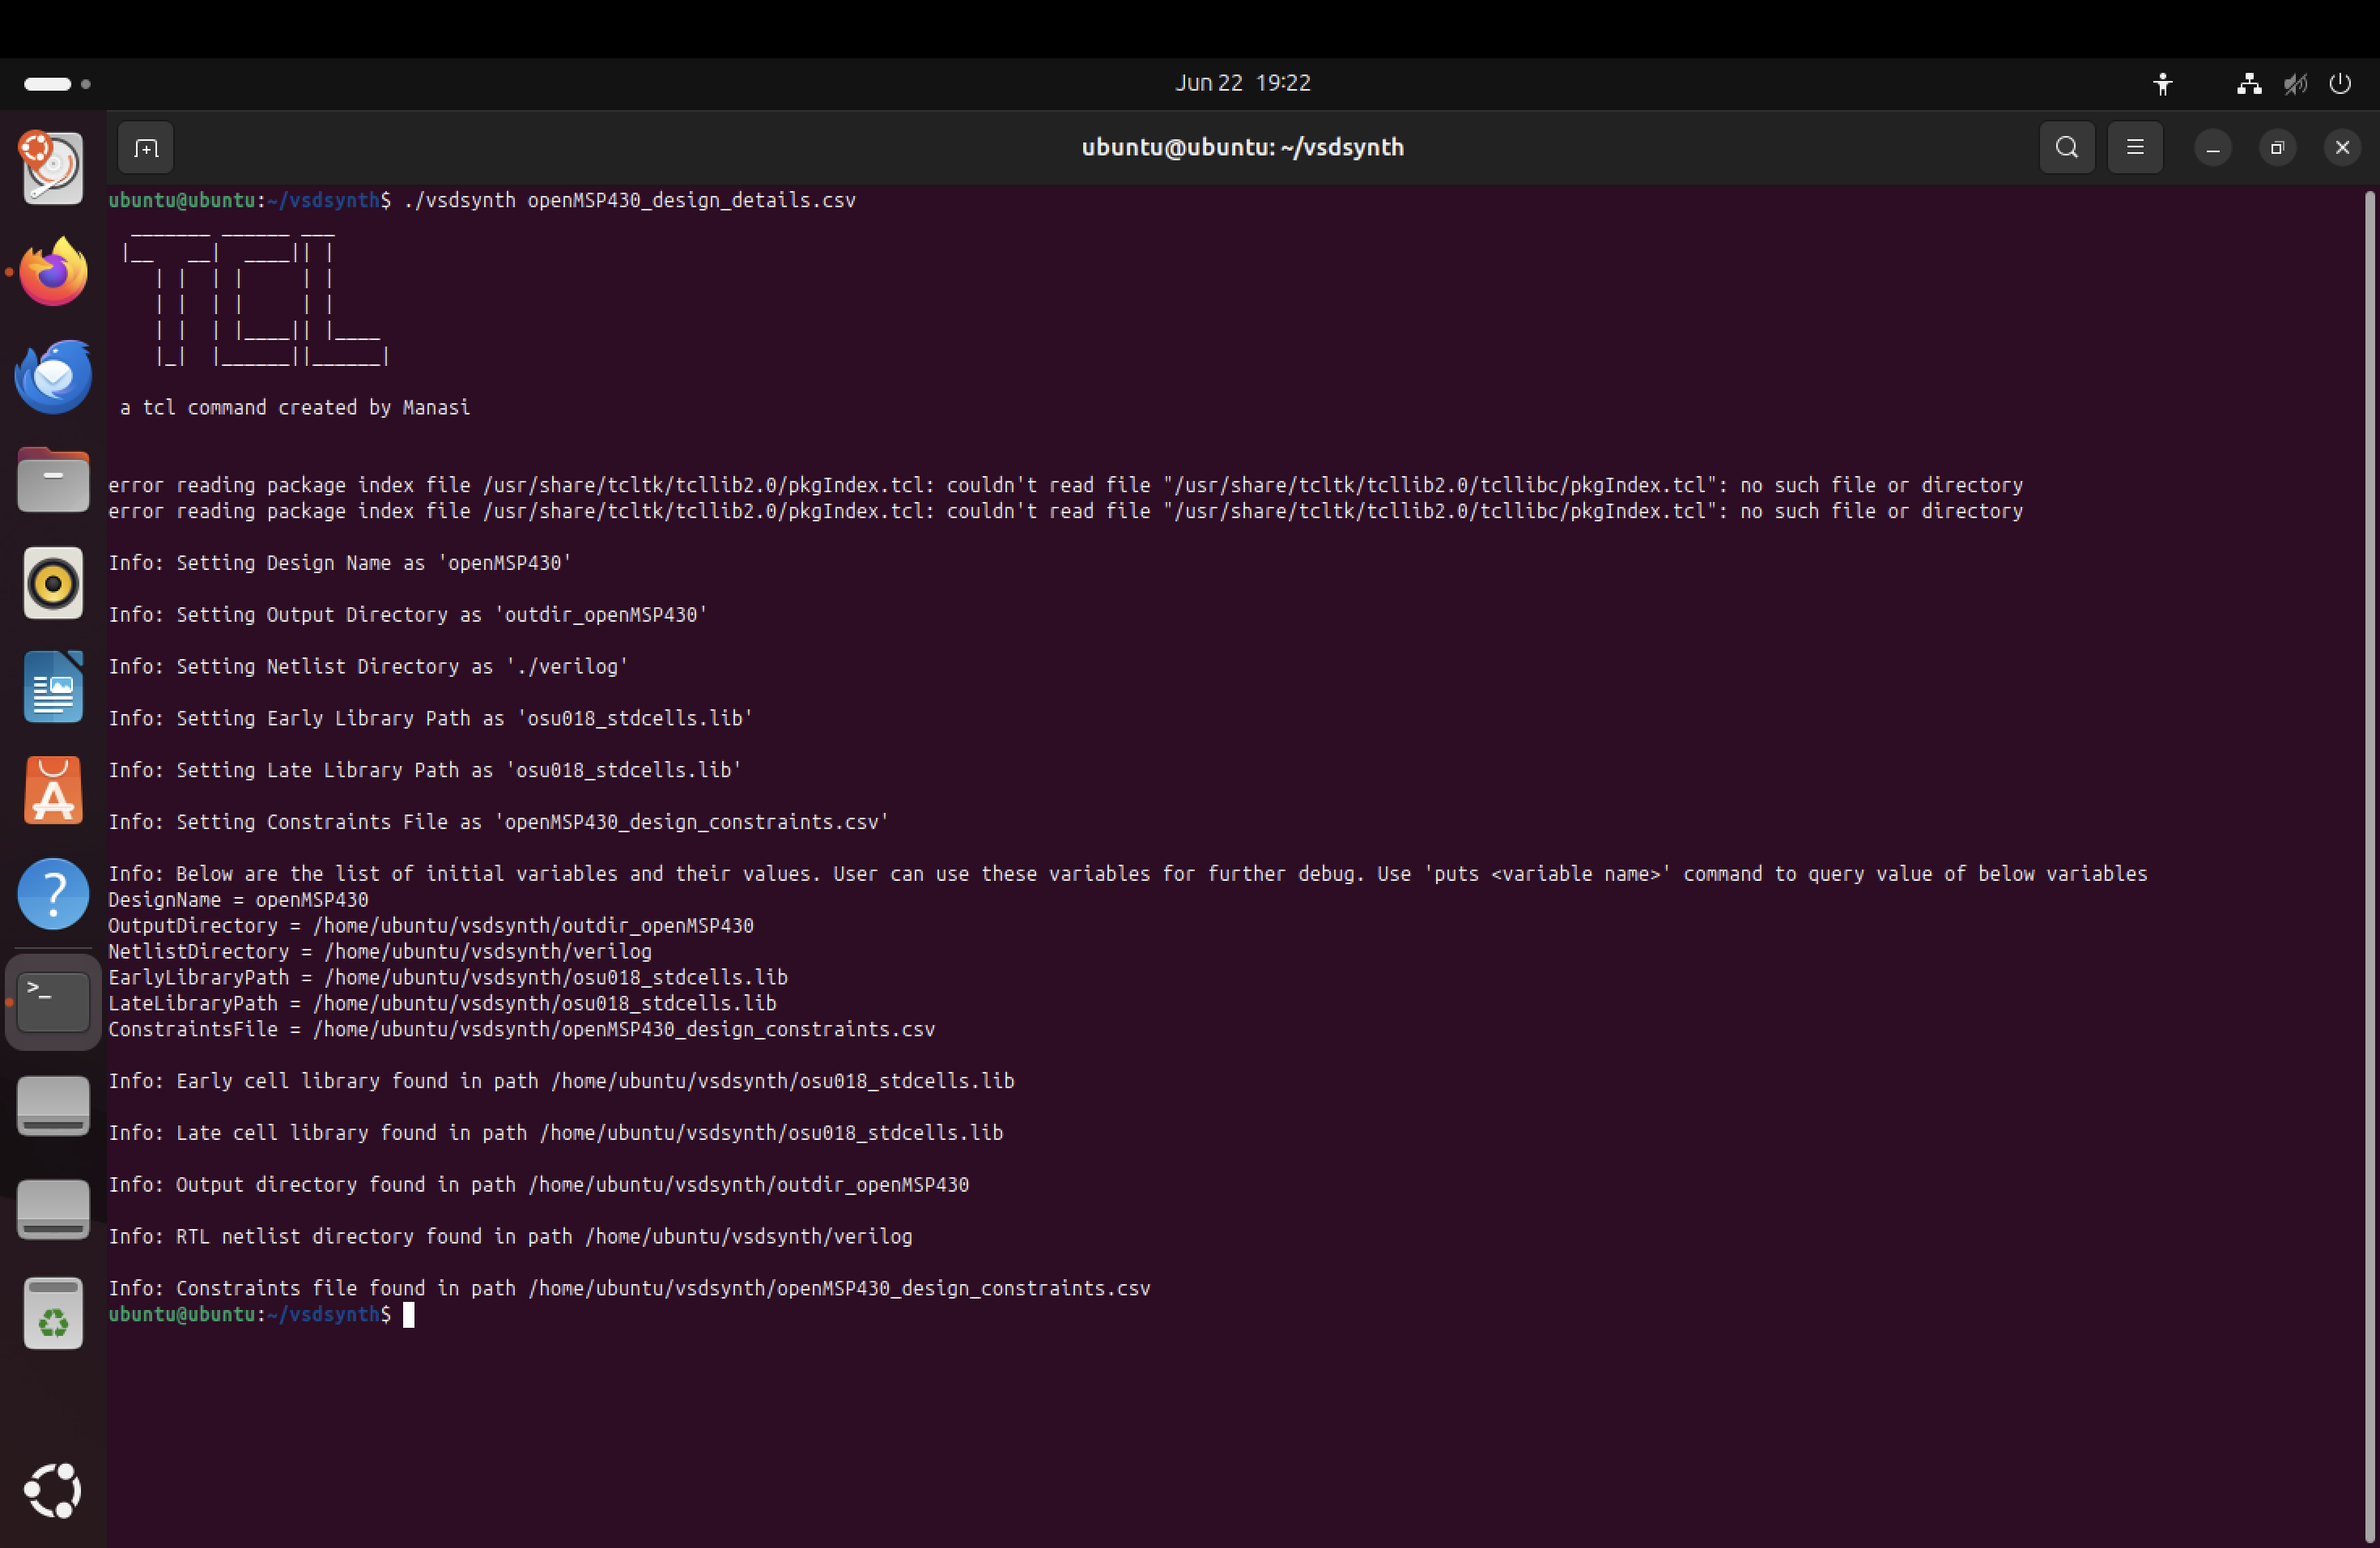 Jun 22 19:22
ubuntu@ubuntu: ~/vsdsynth
ubuntu@ubuntu:~/vsdsynth$ ./vsdsynth openMSP430_design_details.csv
TCL
a tcl command created by Manasi
error reading package index file /usr/share/tcltk/tcllib2.0/pkgIndex.tcl: couldn't read file "/usr/share/tcltk/tcllib2.0/tcllibc/pkgIndex.tcl": no such file or directory
error reading package index file /usr/share/tcltk/tcllib2.0/pkgIndex.tcl: couldn't read file "/usr/share/tcltk/tcllib2.0/tcllibc/pkgIndex.tcl": no such file or directory
Info: Setting Design Name as 'openMSP430'
Info: Setting Output Directory as 'outdir_openMSP430'
Info: Setting Netlist Directory as './verilog'
Info: Setting Early Library Path as 'osu018_stdcells.lib'
Info: Setting Late Library Path as 'osu018_stdcells.lib'
Info: Setting Constraints File as 'openMSP430_design_constraints.csv'
Info: Below are the list of initial variables and their values. User can use these variables for further debug. Use 'puts <variable name>' command to query value of below variables
DesignName = openMSP430
OutputDirectory = /home/ubuntu/vsdsynth/outdir_openMSP430
NetlistDirectory = /home/ubuntu/vsdsynth/verilog
EarlyLibraryPath = /home/ubuntu/vsdsynth/osu018_stdcells.lib
LateLibraryPath = /home/ubuntu/vsdsynth/osu018_stdcells.lib
ConstraintsFile = /home/ubuntu/vsdsynth/openMSP430_design_constraints.csv
Info: Early cell library found in path /home/ubuntu/vsdsynth/osu018_stdcells.lib
Info: Late cell library found in path /home/ubuntu/vsdsynth/osu018_stdcells.lib
Info: Output directory found in path /home/ubuntu/vsdsynth/outdir_openMSP430
Info: RTL netlist directory found in path /home/ubuntu/vsdsynth/verilog
Info: Constraints file found in path /home/ubuntu/vsdsynth/openMSP430_design_constraints.csv
ubuntu@ubuntu:~/vsdsynth$